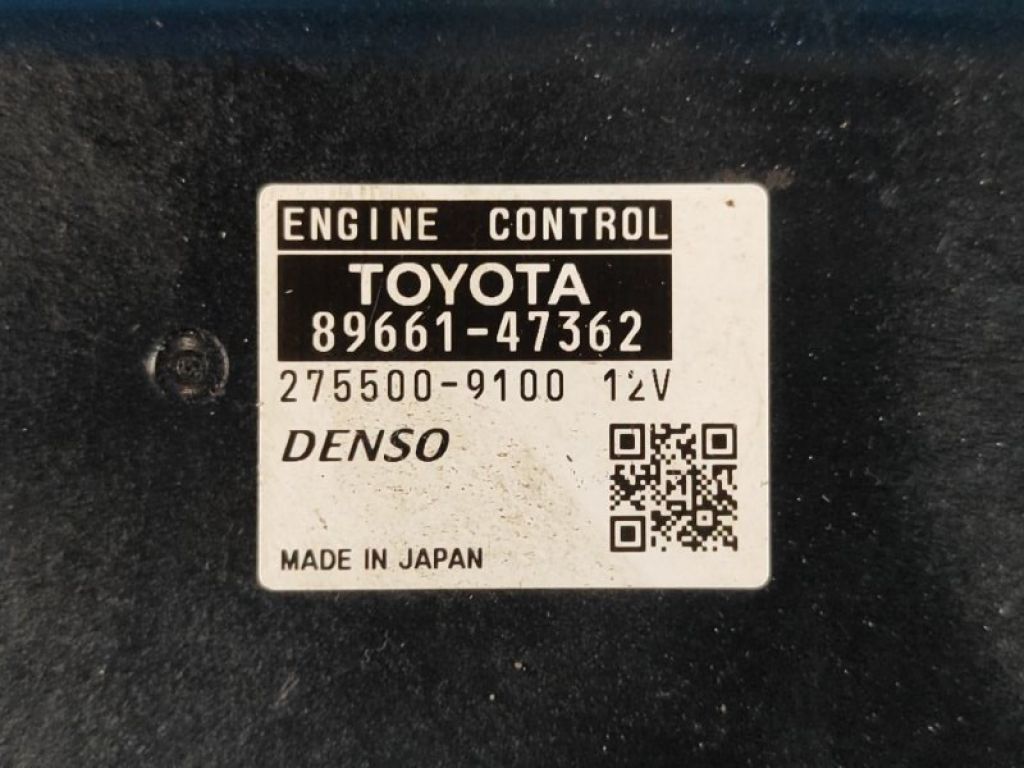 ENGINE CONTROL
TOYOTA
89661-47362
275500-9100 12V
DENSO
MADE IN JAPAN